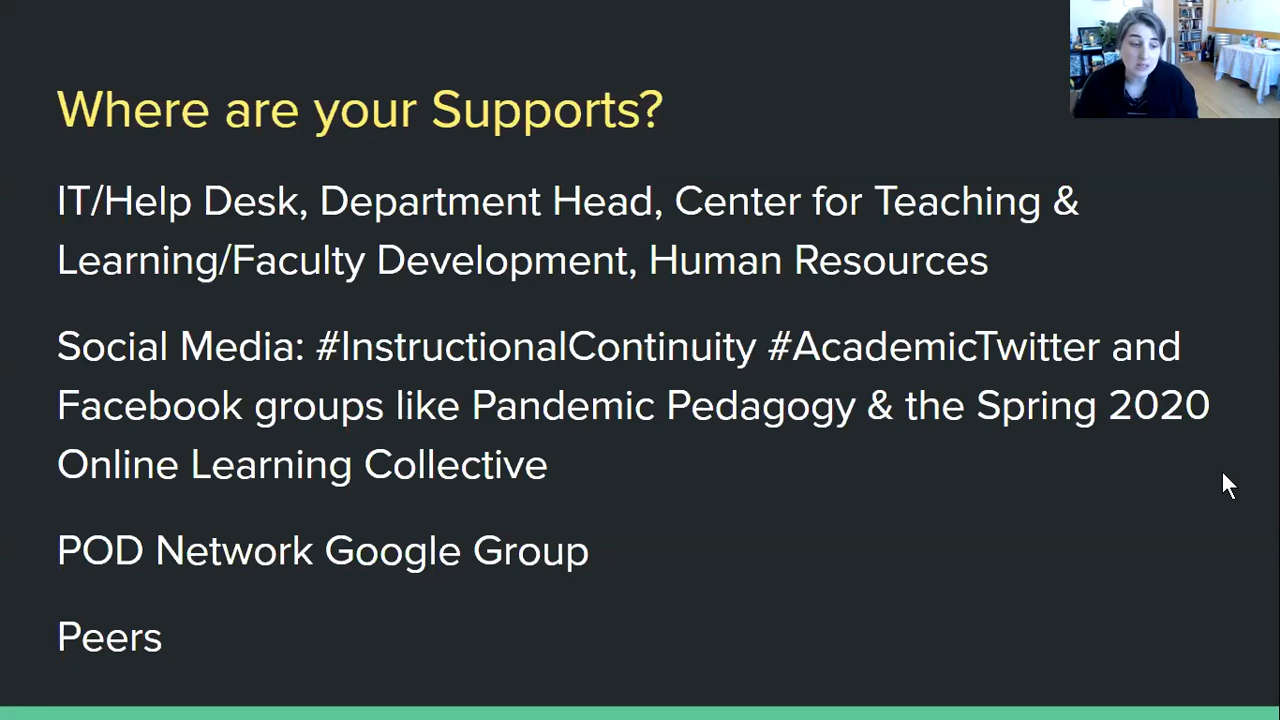 Where are your Supports?
IT/Help Desk, Department Head, Center for Teaching &
Learning/Faculty Development, Human Resources
Social Media: #InstructionalContinuity #AcademicTwitter and
Facebook groups like Pandemic Pedagogy & the Spring 2020
Online Learning Collective
POD Network Google Group
Peers